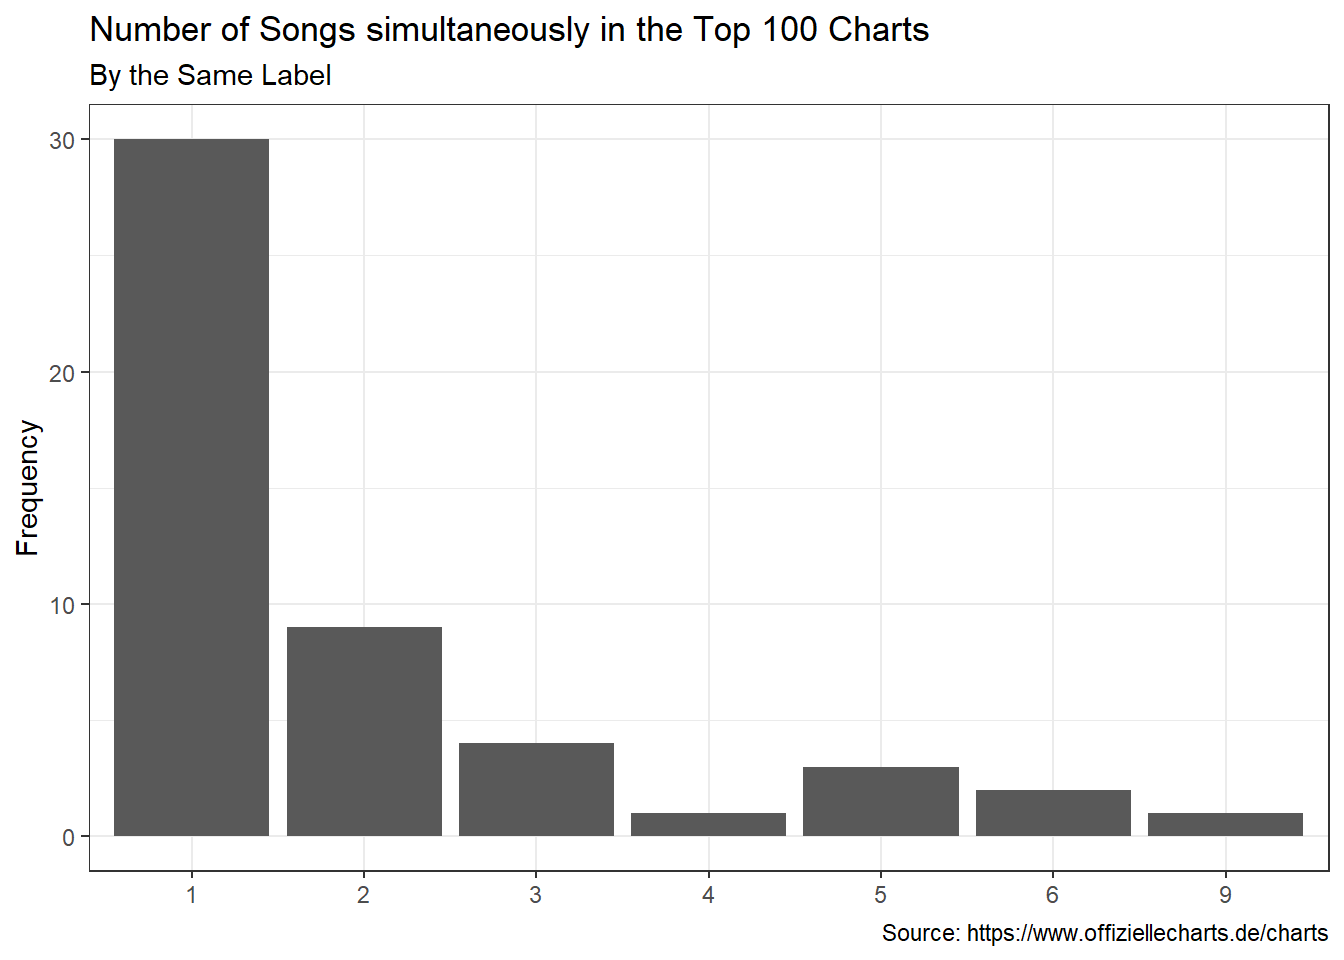 Number of Songs simultaneously in the Top 100 Charts
By the Same Label
Frequency
30
20
10
0
1 2 3 4 5 6 9
Source: https://www.offiziellecharts.de/charts